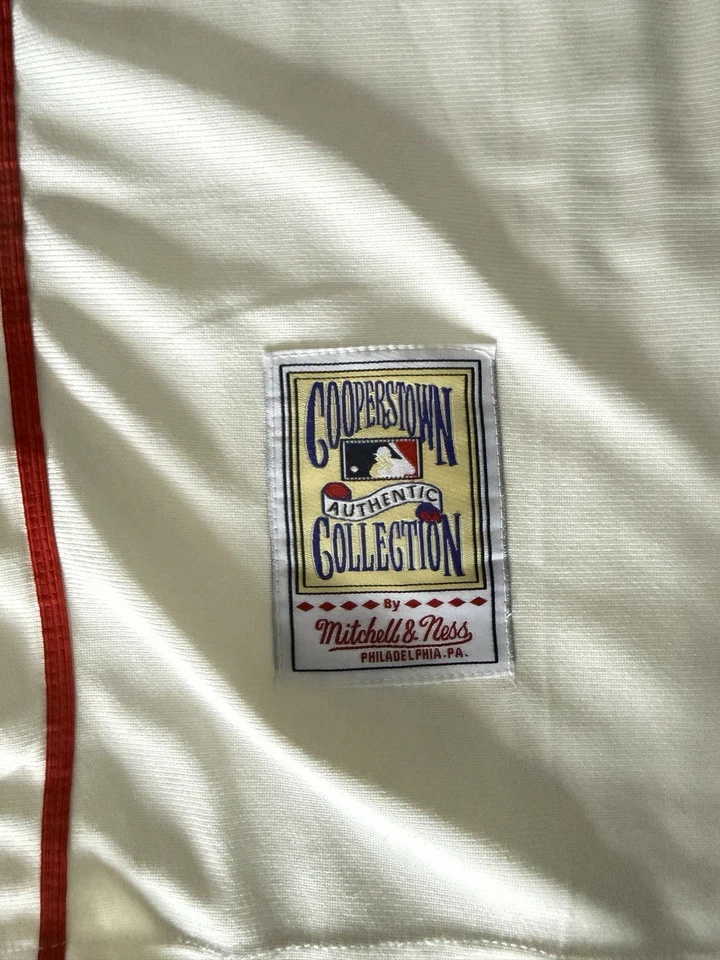 COOPERSTOWN
AUTHENTIC
COLLECTION
By
Mitchell & Ness
PHILADELPHIA.PA.